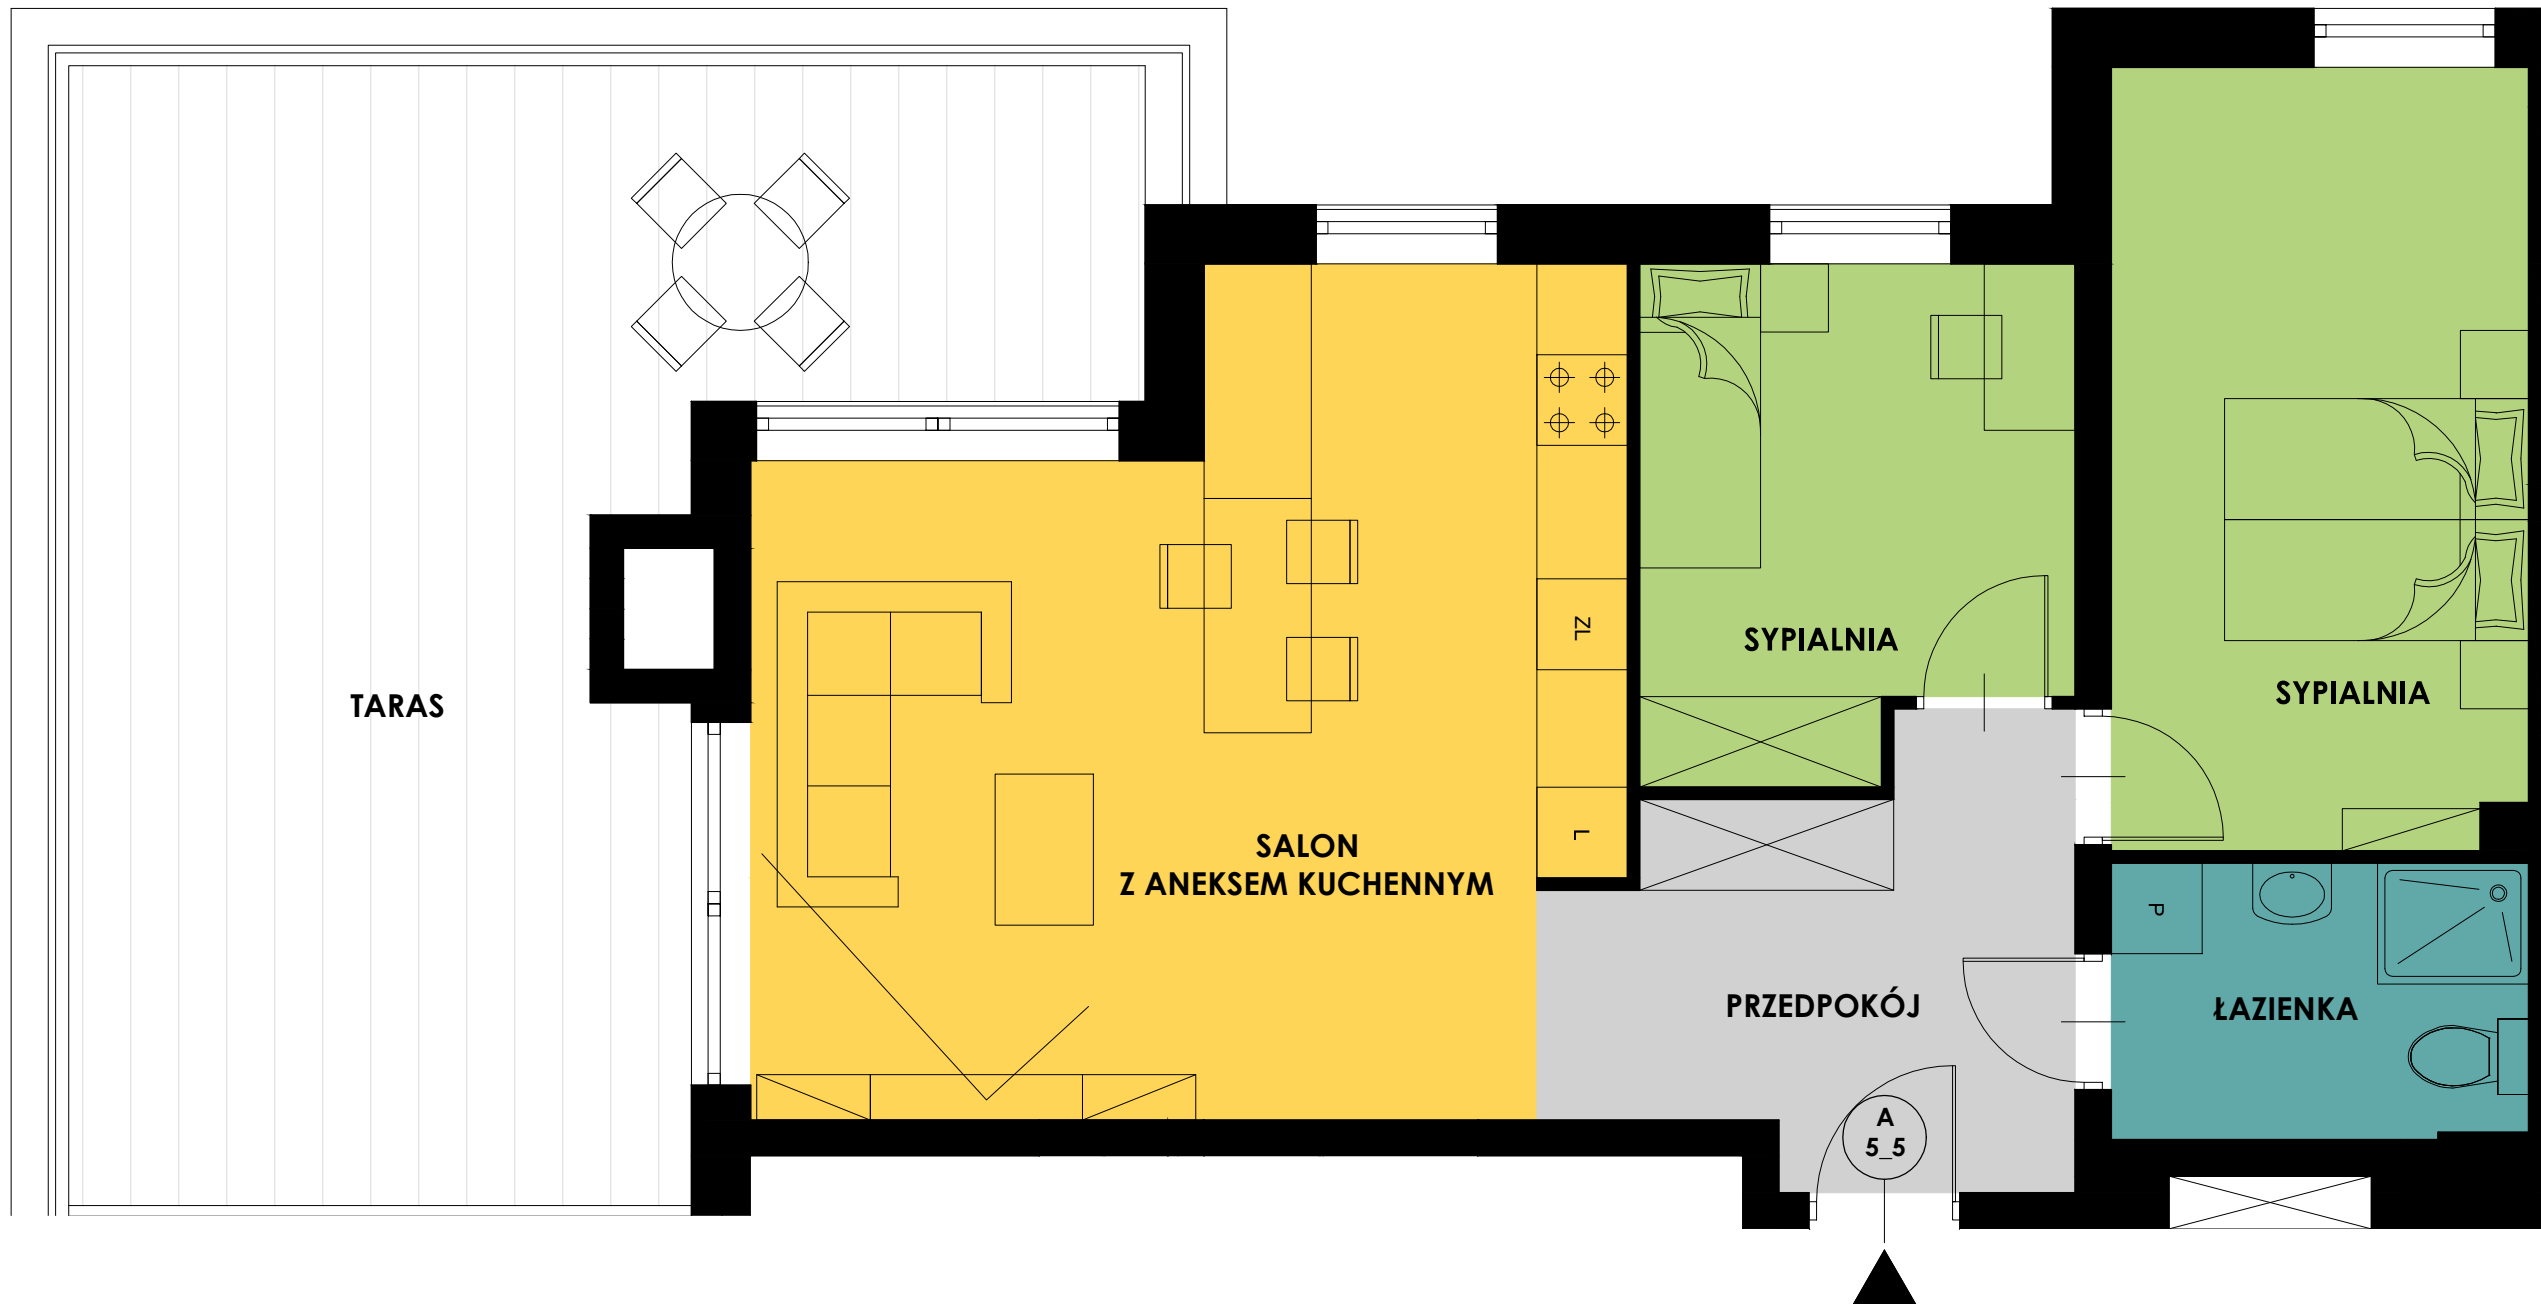 TARAS
SALON
Z ANEKSEM KUCHENNYM
ZL
L
SYPIALNIA
SYPIALNIA
PRZEDPOKÓJ
P
ŁAZIENKA
A
5_5